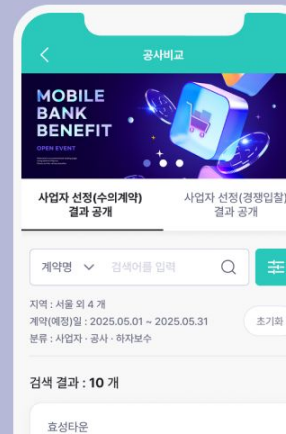 공사비교
MOBILE
BANK
BENEFIT
OPEN EVENT
사업자 선정(수의계약)
결과 공개
사업자 선정(경쟁입찰)
결과 공개
계약명
검색어를 입력
지역 : 서울 외 4 개
계약(예정)일 : 2025.05.01 ~ 2025.05.31
분류 : 사업자 · 공사 · 하자보수
초기화
검색 결과 : 10 개
효성타운